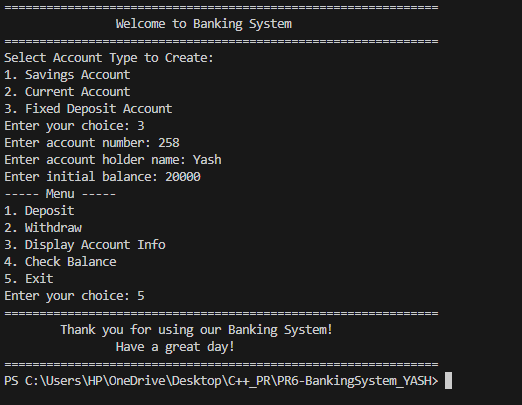 ==============================================================
Welcome to Banking System
==============================================================
Select Account Type to Create:
1. Savings Account
2. Current Account
3. Fixed Deposit Account
Enter your choice: 3
Enter account number: 258
Enter account holder name: Yash
Enter initial balance: 20000
----- Menu -----
1. Deposit
2. Withdraw
3. Display Account Info
4. Check Balance
5. Exit
Enter your choice: 5
==============================================================
Thank you for using our Banking System!
Have a great day!
==============================================================
PS C:\Users\HP\OneDrive\Desktop\C++_PR\PR6-BankingSystem_YASH>